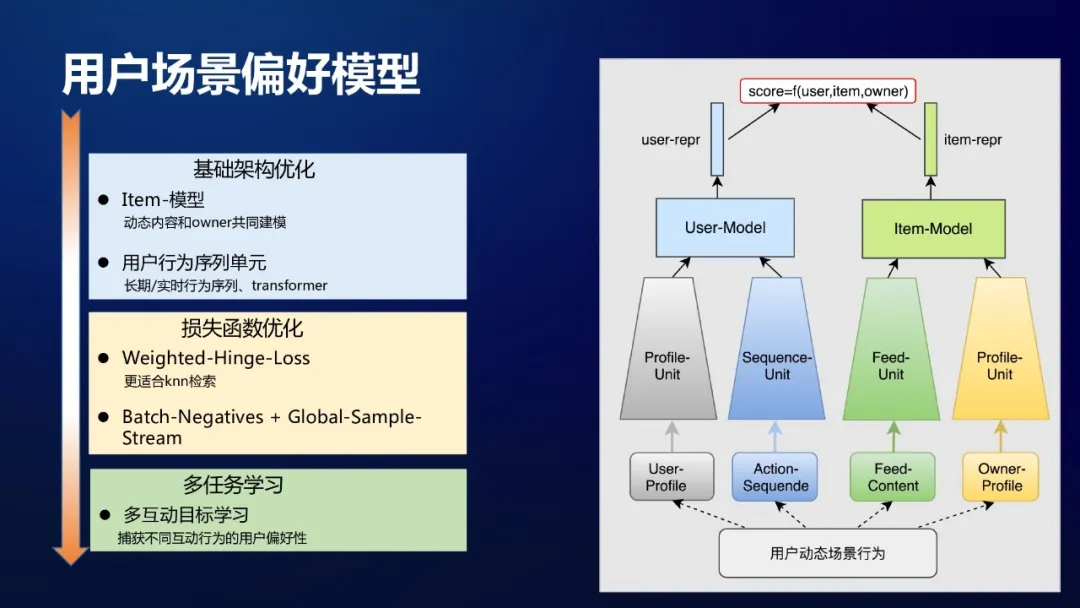 用户场景偏好模型
基础架构优化
● Item-模型
动态内容和owner共同建模
● 用户行为序列单元
长期/实时行为序列、transformer
损失函数优化
● Weighted-Hinge-Loss
更适合knn检索
● Batch-Negatives + Global-Sample-
Stream
多任务学习
● 多互动目标学习
捕获不同互动行为的用户偏好性
score=f(user,item,owner)
user-repr
item-repr
User-Model
Item-Model
Profile-
Unit
Sequence-
Unit
Feed-
Unit
Profile-
Unit
User-
Profile
Action-
Sequende
Feed-
Content
Owner-
Profile
用户动态场景行为